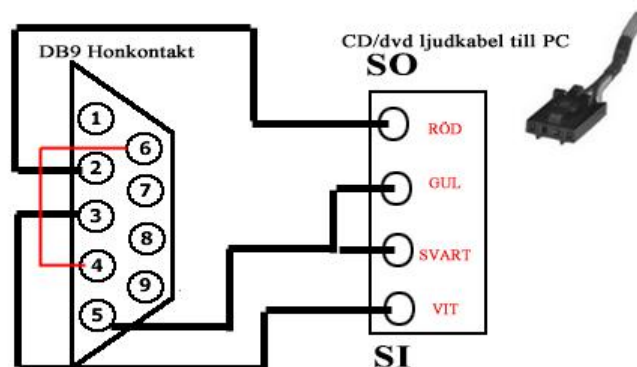 DB9 Honkontakt
CD/dvd ljudkabel till PC
SO
1
6
RÖD
2
7
GUL
3
8
SVART
4
9
5
VIT
SI